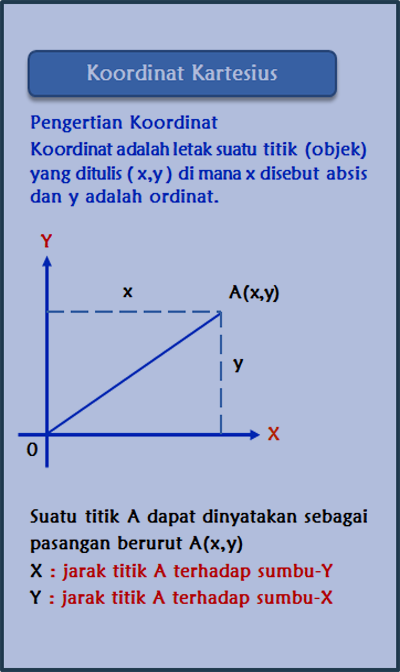 Koordinat Kartesius
Pengertian Koordinat
Koordinat adalah letak suatu titik (objek)
yang ditulis ( x,y ) di mana x disebut absis
dan y adalah ordinat.
Y
x
A(x,y)
y
X
0
Suatu titik A dapat dinyatakan sebagai
pasangan berurut A(x,y)
X : jarak titik A terhadap sumbu-Y
Y : jarak titik A terhadap sumbu-X